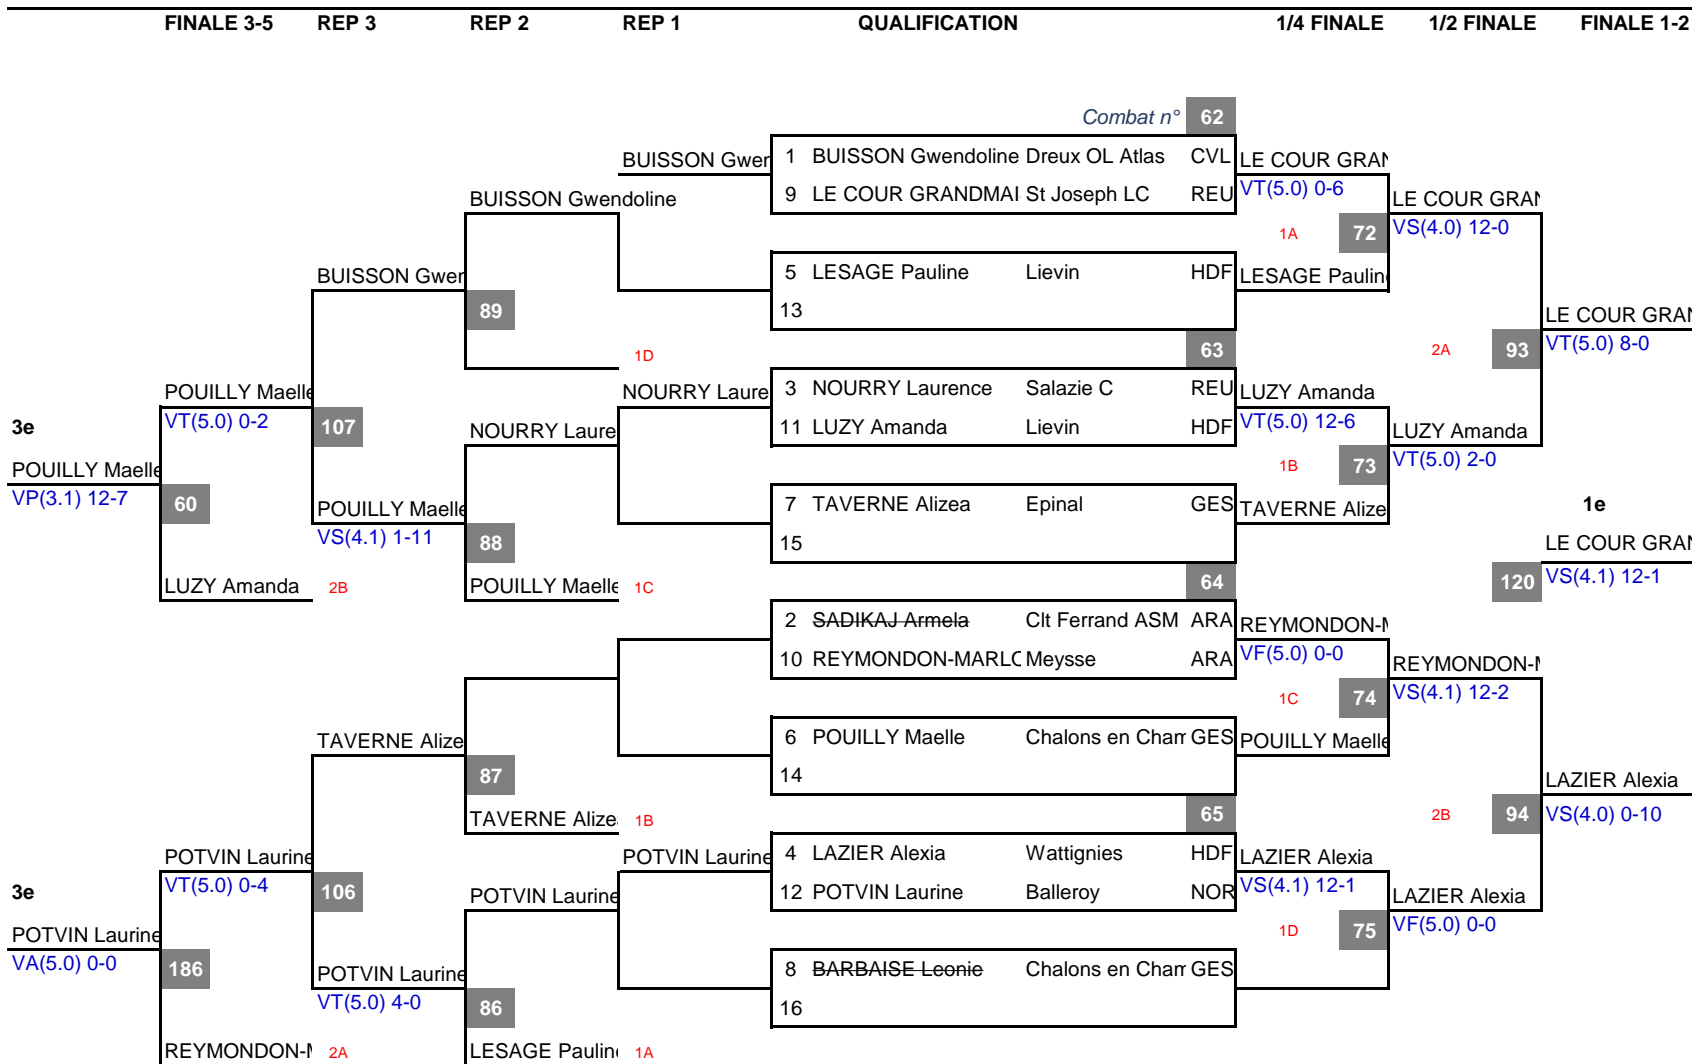 FINALE 3-5 REP 3 REP 2 REP 1 QUALIFICATION 1/4 FINALE 1/2 FINALE FINALE 1-2
Combat n° 62
BUISSON Gwer 1 BUISSON Gwendoline Dreux OL Atlas CVL LE COUR GRAN
BUISSON Gwendoline 9 LE COUR GRANDMAI St Joseph LC REU VT(5.0) 0-6 LE COUR GRAN
1A 72 VS(4.0) 12-0
BUISSON Gwer 5 LESAGE Pauline Lievin HDF LESAGE Pauline
89 13 LE COUR GRAN
1D 63 2A 93 VT(5.0) 8-0
POUILLY Maelle NOURRY Laure 3 NOURRY Laurence Salazie C REU LUZY Amanda
3e VT(5.0) 0-2 107 NOURRY Laure 11 LUZY Amanda Lievin HDF VT(5.0) 12-6 LUZY Amanda
POUILLY Maelle 1B 73 VT(5.0) 2-0
VP(3.1) 12-7 60 POUILLY Maelle 7 TAVERNE Alizea Epinal GES TAVERNE Alize 1e
VS(4.1) 1-11 88 15 LE COUR GRAN
LUZY Amanda 2B POUILLY Maelle 1C 64 120 VS(4.1) 12-1
2 SADIKAJ Armela Clt Ferrand ASM ARA REYMONDON-M
10 REYMONDON-MARLO Meysse ARA VF(5.0) 0-0 REYMONDON-M
1C 74 VS(4.1) 12-2
TAVERNE Alize 6 POUILLY Maelle Chalons en Cham GES POUILLY Maelle
87 14 LAZIER Alexia
TAVERNE Alizea 1B 65 2B 94 VS(4.0) 0-10
POTVIN Laurine POTVIN Laurine 4 LAZIER Alexia Wattignies HDF LAZIER Alexia
3e VT(5.0) 0-4 106 POTVIN Laurine 12 POTVIN Laurine Balleroy NOR VS(4.1) 12-1 LAZIER Alexia
POTVIN Laurine 1D 75 VF(5.0) 0-0
VA(5.0) 0-0 186 POTVIN Laurine 8 BARBAISE Leonie Chalons en Cham GES
VT(5.0) 4-0 86 16
REYMONDON-M 2A LESAGE Pauline 1A